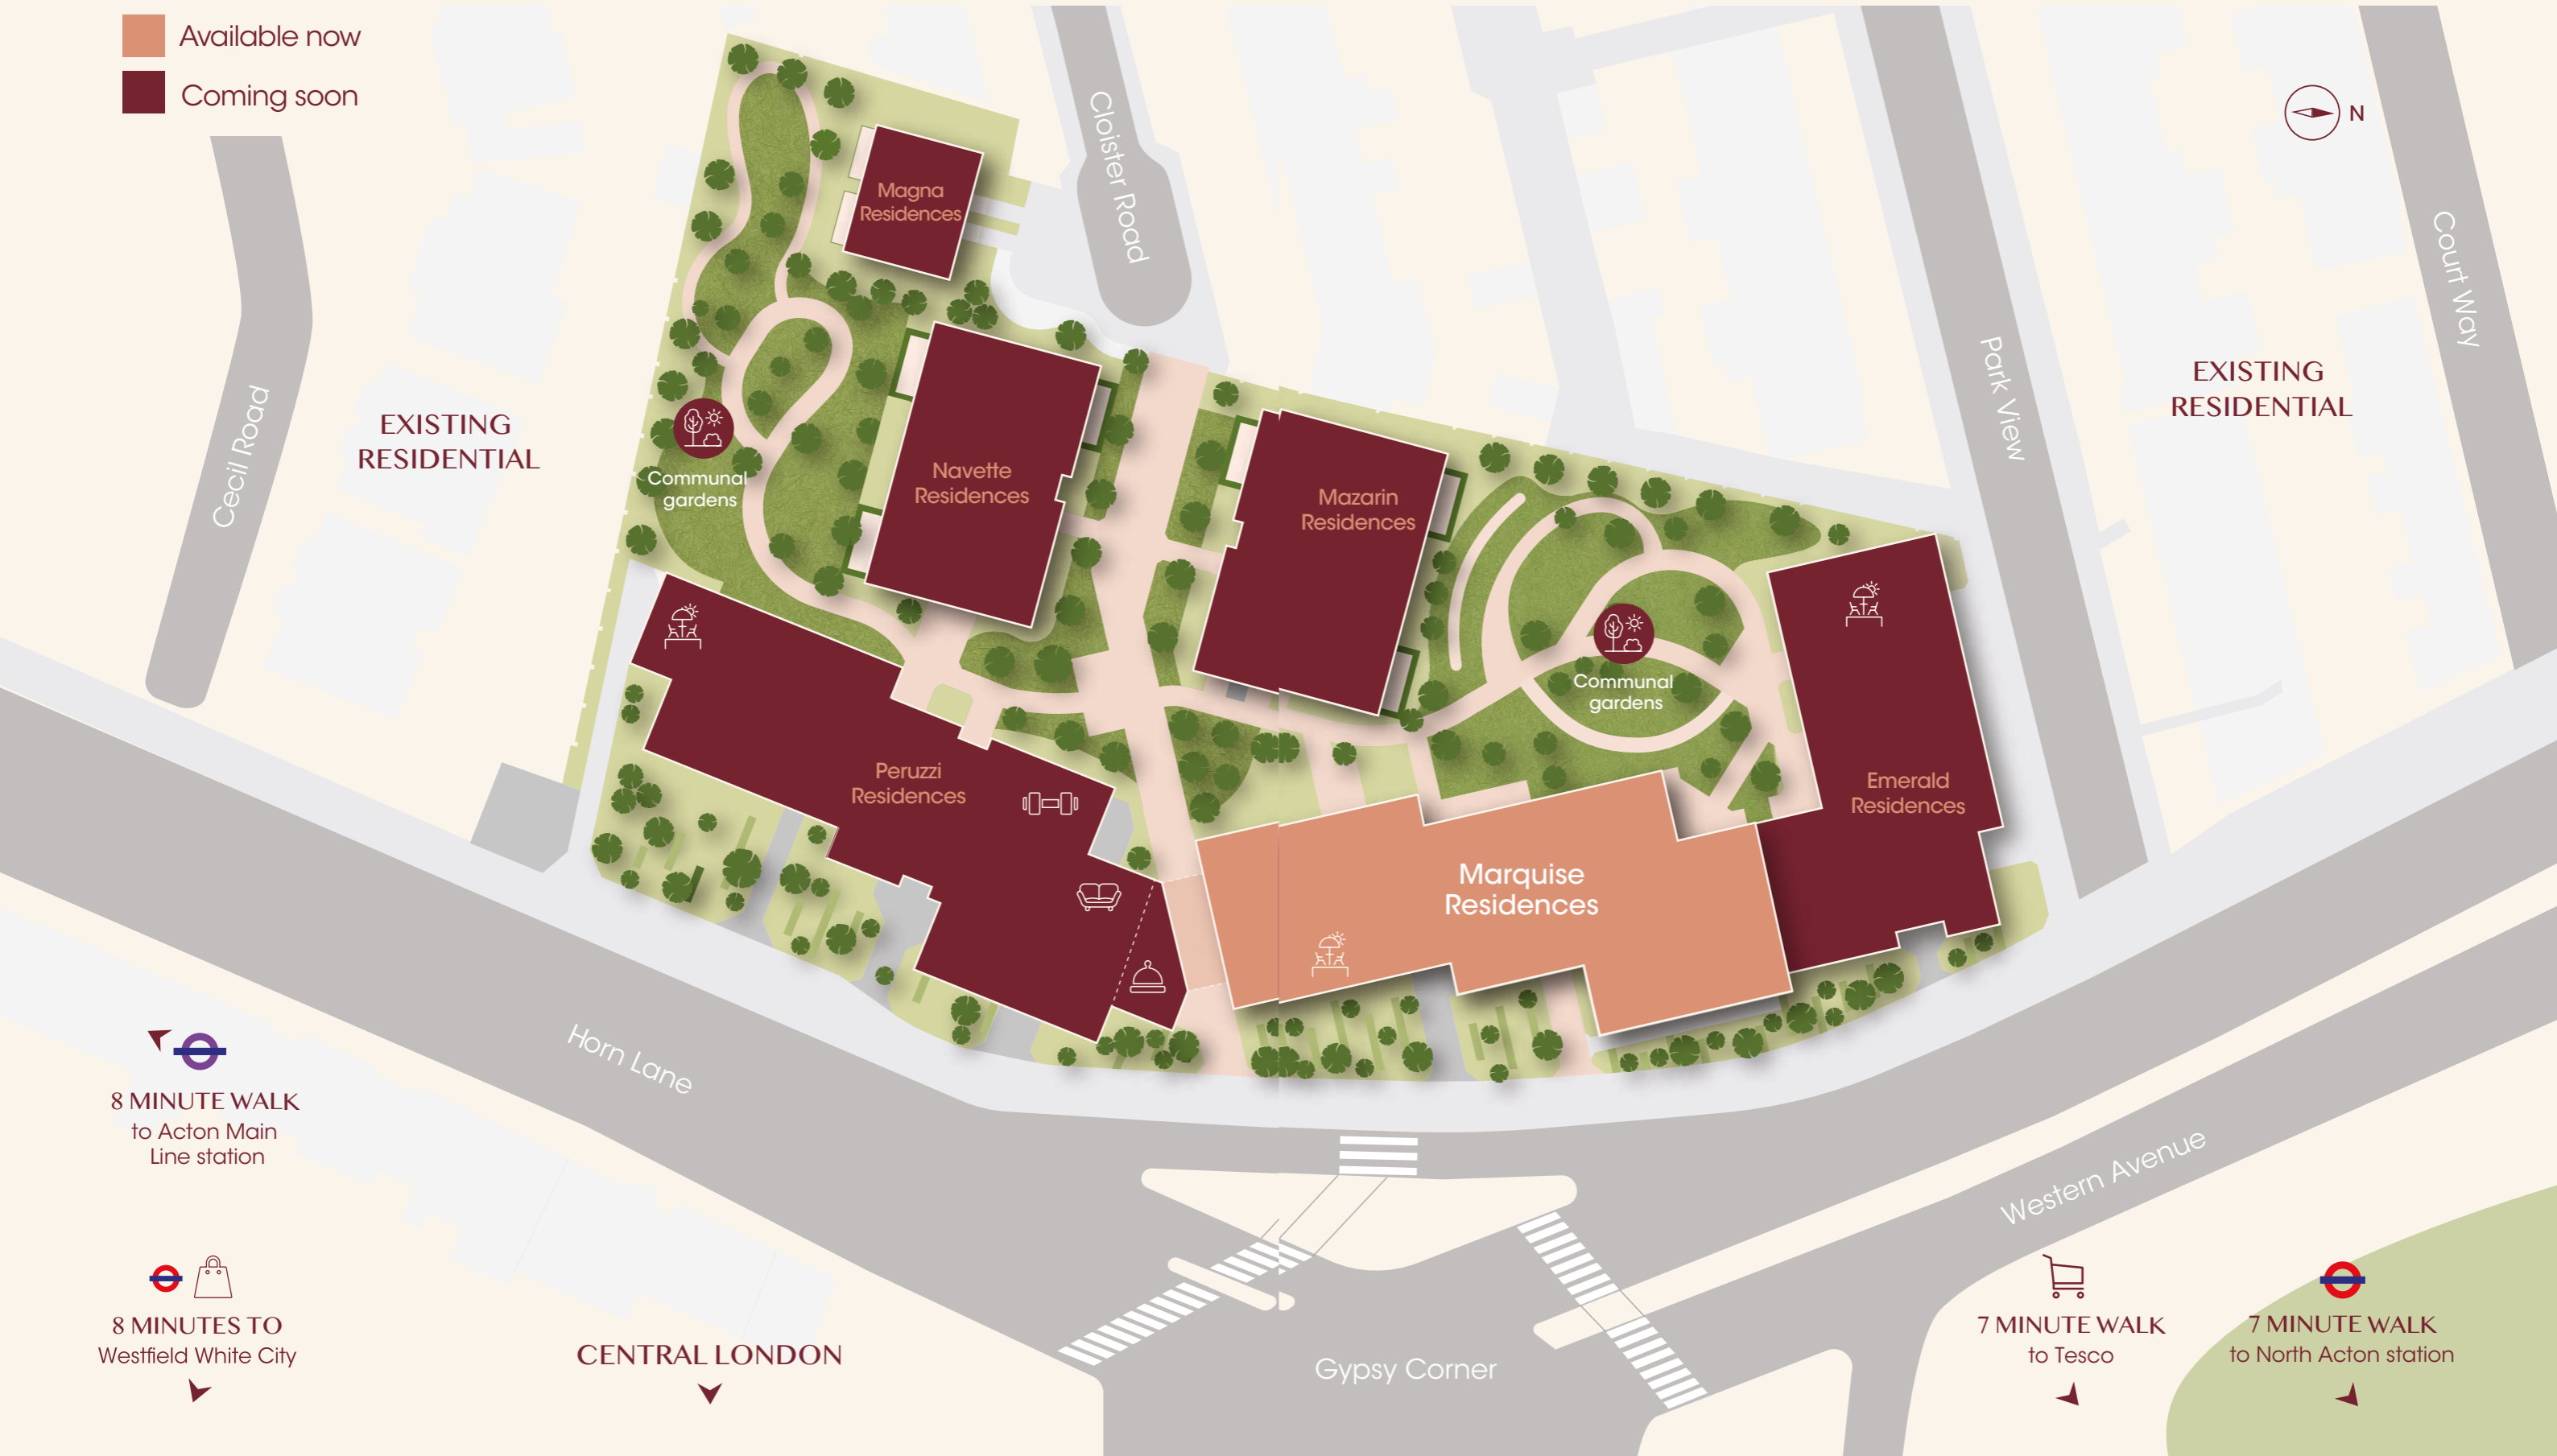 Available now
Coming soon
N
Cloister Road
Magna
Residences
Court Way
Park View
EXISTING
RESIDENTIAL
Cecil Road
EXISTING
RESIDENTIAL
Communal
gardens
Navette
Residences
Mazarin
Residences
Communal
gardens
Peruzzi
Residences
Emerald
Residences
Marquise
Residences
Horn Lane
8 MINUTE WALK
to Acton Main
Line station
Western Avenue
8 MINUTES TO
Westfield White City
CENTRAL LONDON
Gypsy Corner
7 MINUTE WALK
to Tesco
7 MINUTE WALK
to North Acton station